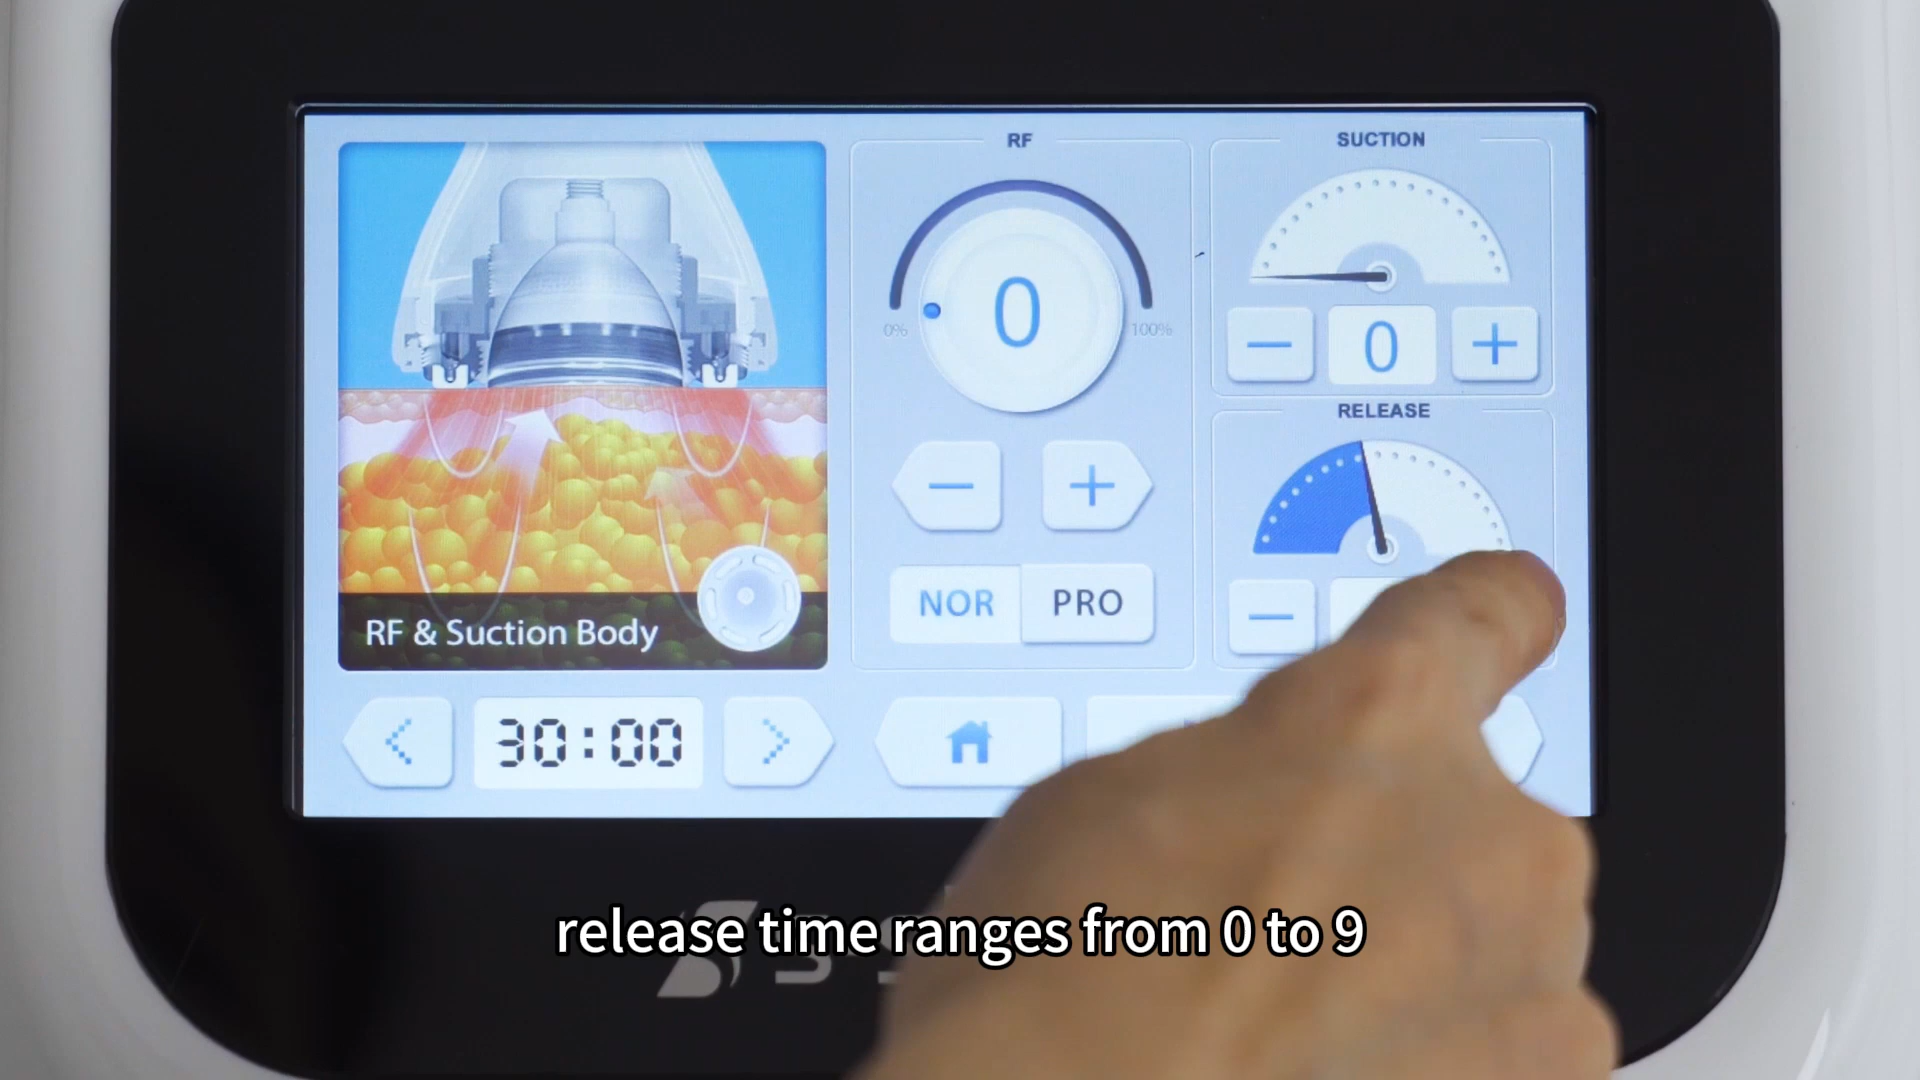 RF
SUCTION
0
0% 100%
0
RELEASE
NOR PRO
RF & Suction Body
30:00
release time ranges from 0 to 9